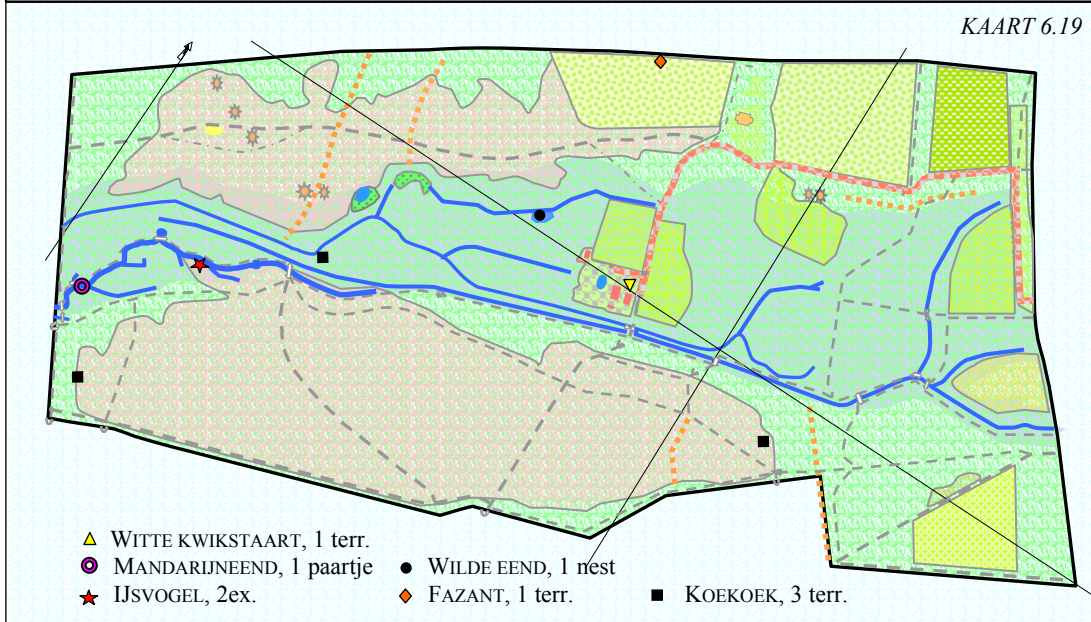 KAART 6.19
WITTE KWIKSTAART, 1 terr.
MANDARIJNEEND, 1 paartje
WILDE EEND, 1 nest
IJSVOGEL, 2ex.
FAZANT, 1 terr.
KOEKOEK, 3 terr.